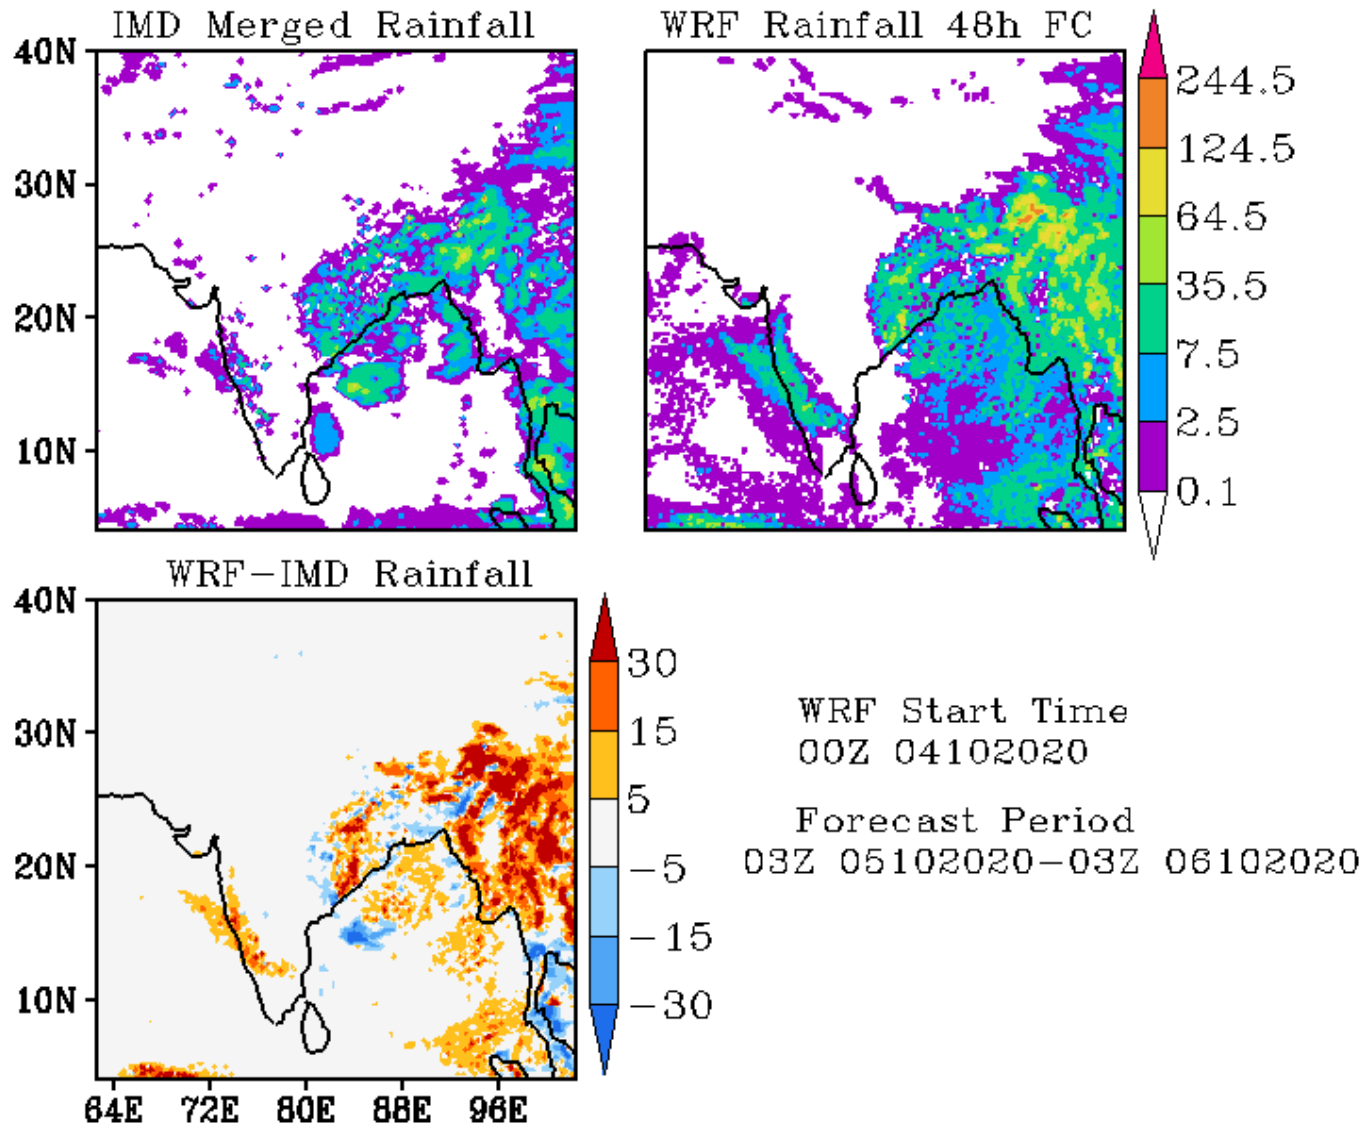 IMD Merged Rainfall
WRF Rainfall 48h FC
40N
30N
20N
10N
244.5
124.5
64.5
35.5
7.5
2.5
0.1
WRF-IMD Rainfall
40N
30N
20N
10N
64E 72E 80E 88E 96E
30
15
5
-5
-15
-30
WRF Start Time
00Z 04102020
Forecast Period
03Z 05102020-03Z 06102020